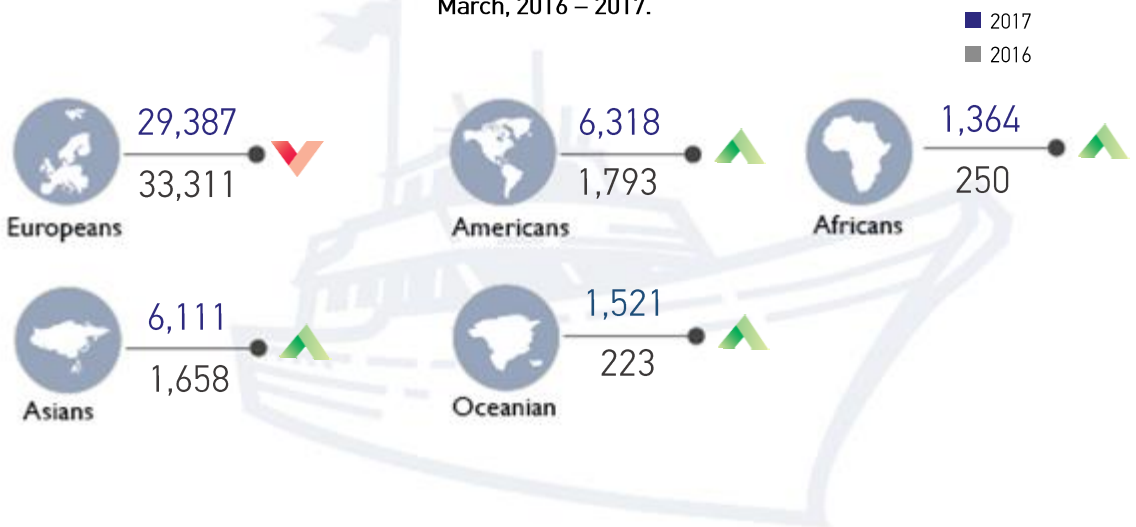 March, 2016 – 2017.
2017
2016
29,387
33,311
Europeans
6,318
1,793
Americans
1,364
250
Africans
6,111
1,658
Asians
1,521
223
Oceanian